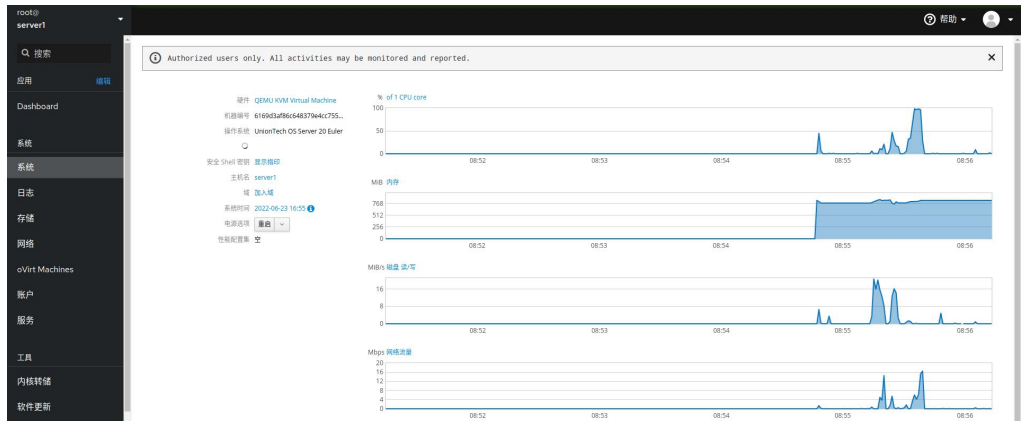 root@
server1
帮助
搜索
应用 编辑
Dashboard
系统
系统
日志
存储
网络
oVirt Machines
账户
服务
工具
内核转储
软件更新
Authorized users only. All activities may be monitored and reported.
硬件 QEMU KVM Virtual Machine
机器编号 6169d3af86c648379e4cc755...
操作系统 UnionTech OS Server 20 Euler
安全 Shell 密钥 显示指印
主机名 server1
域 加入域
系统时间 2022-06-23 16:55
电源选项 重启
性能配置集 空
% of 1 CPU core
100
50
0
08:52 08:53 08:54 08:55 08:56
MiB 内存
768
512
256
0
08:52 08:53 08:54 08:55 08:56
MiB/s 磁盘 读/写
16
8
0
08:52 08:53 08:54 08:55 08:56
Mbps 网络流量
20
16
12
8
4
0
08:52 08:53 08:54 08:55 08:56